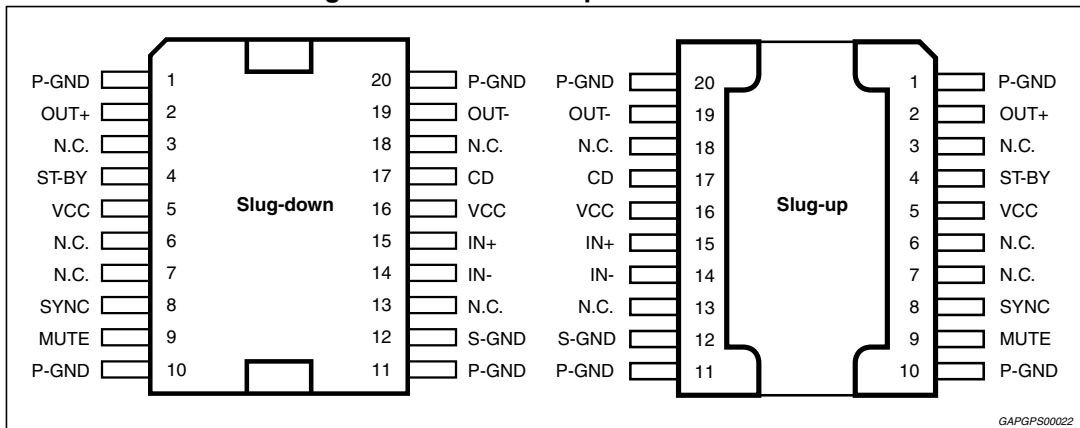 P-GND 1 20 P-GND P-GND 20 1 P-GND
OUT+ 2 19 OUT- OUT- 19 2 OUT+
N.C. 3 18 N.C. N.C. 18 3 N.C.
ST-BY 4 17 CD CD 17 4 ST-BY
VCC 5 Slug-down 16 VCC VCC 16 Slug-up 5 VCC
N.C. 6 15 IN+ IN+ 15 6 N.C.
N.C. 7 14 IN- IN- 14 7 N.C.
SYNC 8 13 N.C. N.C. 13 8 SYNC
MUTE 9 12 S-GND S-GND 12 9 MUTE
P-GND 10 11 P-GND P-GND 11 10 P-GND
GAPGPS00022